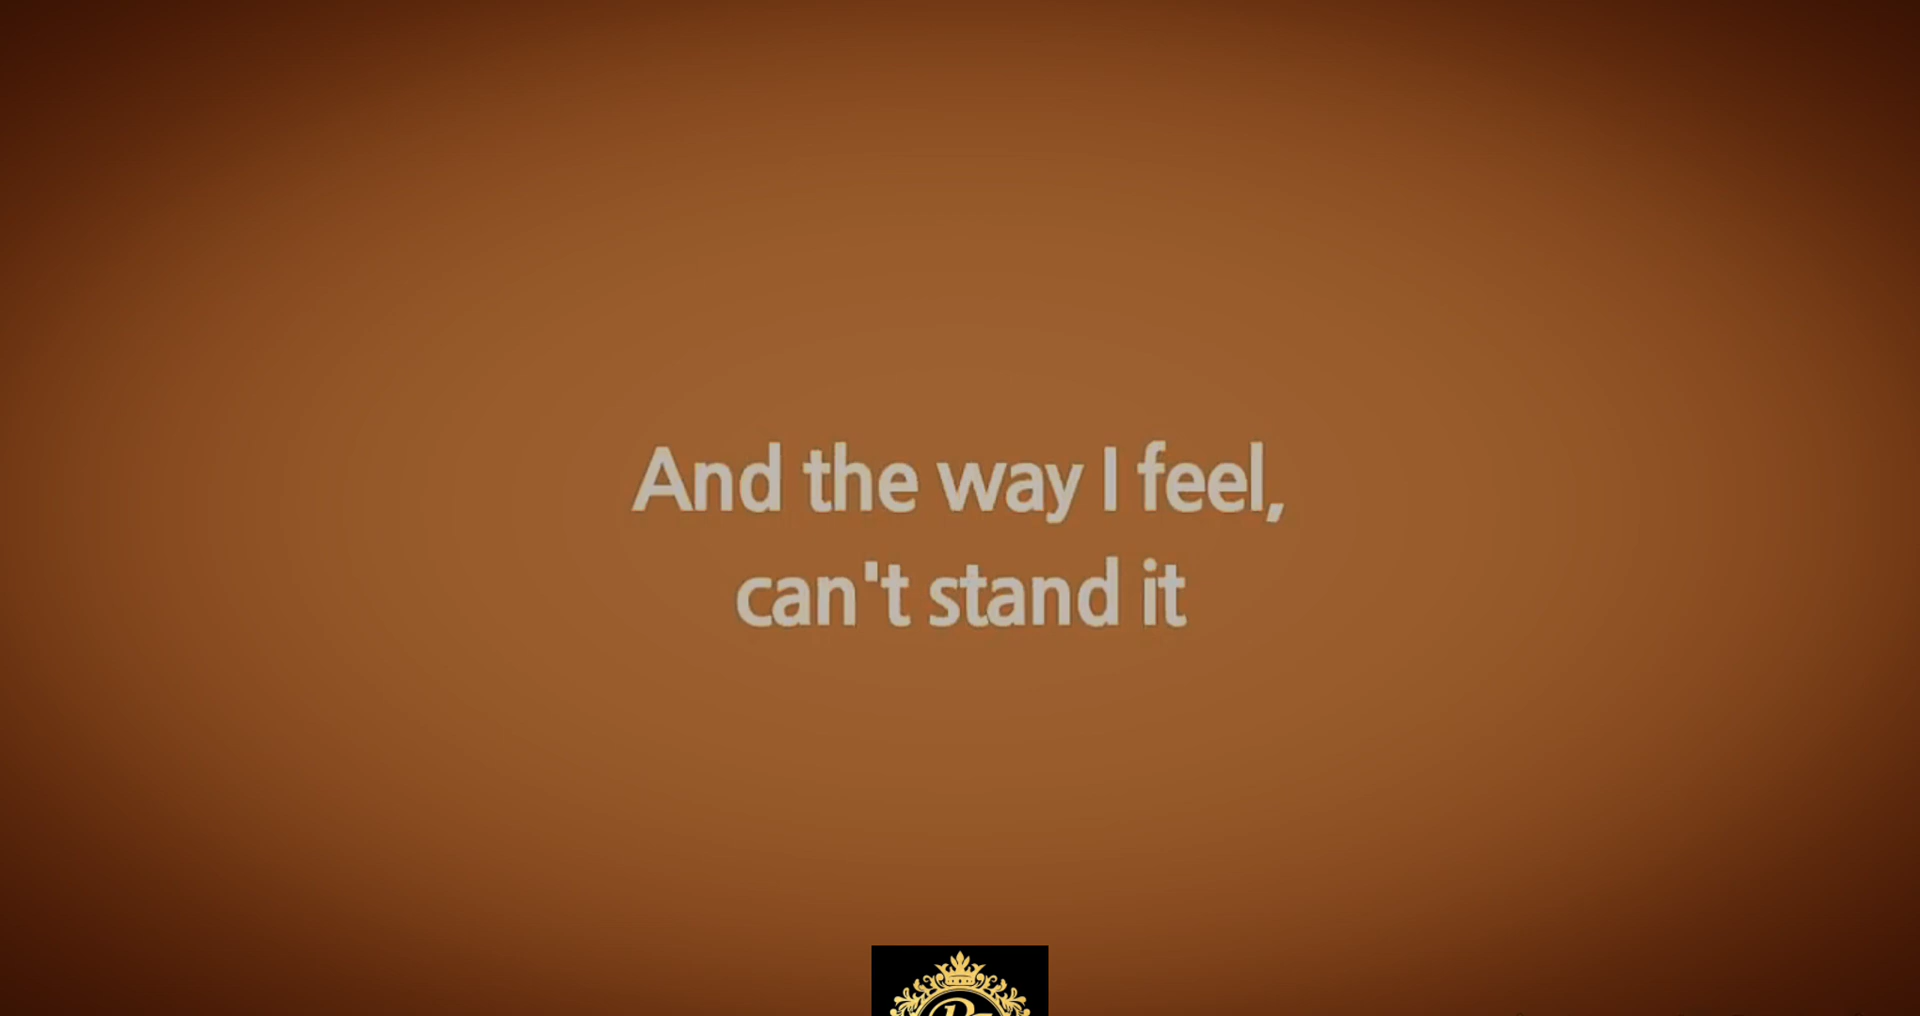 And the way I feel,
can't stand it